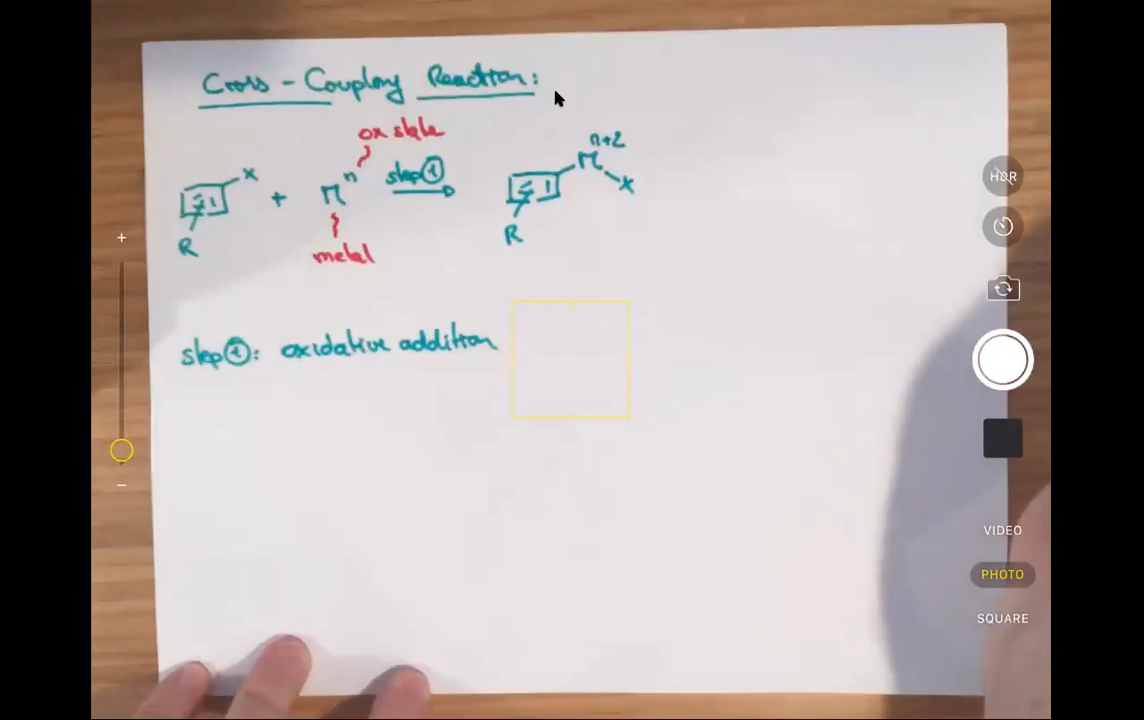 Cross-Coupling Reaction:
ox state
n+2
X + M n step ① M X
R R
metal
step ①: oxidative addition
HDR
VIDEO
PHOTO
SQUARE